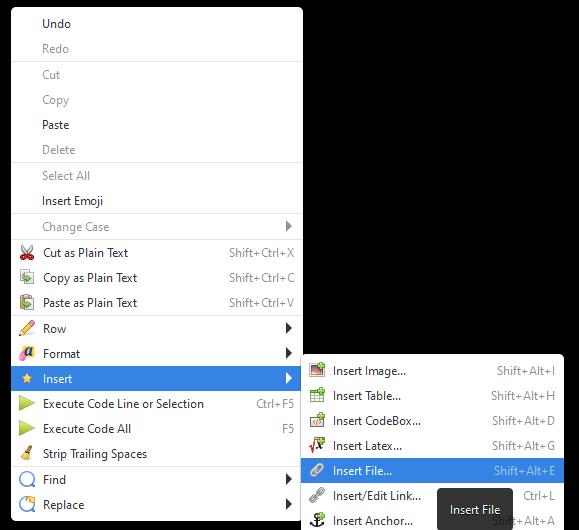 Undo
Redo
Cut
Copy
Paste
Delete
Select All
Insert Emoji
Change Case
Cut as Plain Text Shift+Ctrl+X
Copy as Plain Text Shift+Ctrl+C
Paste as Plain Text Shift+Ctrl+V
Row
Format
Insert
Execute Code Line or Selection Ctrl+F5
Execute Code All F5
Strip Trailing Spaces
Find
Replace
Insert Image... Shift+Alt+I
Insert Table... Shift+Alt+H
Insert CodeBox... Shift+Alt+D
Insert Latex... Shift+Alt+G
Insert File... Shift+Alt+E
Insert/Edit Link... Ctrl+L
Insert Anchor... Shift+Alt+A
Insert File